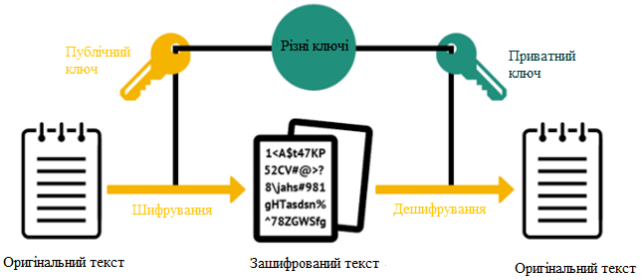 Публічний
ключ
Різні ключі
Приватний
ключ
1<A$t47KP
52CV#@>?
8\jahs#981
gHTasdsn%
^78ZGWSfg
Шифрування
Дешифрування
Оригінальний текст
Зашифрований текст
Оригінальний текст